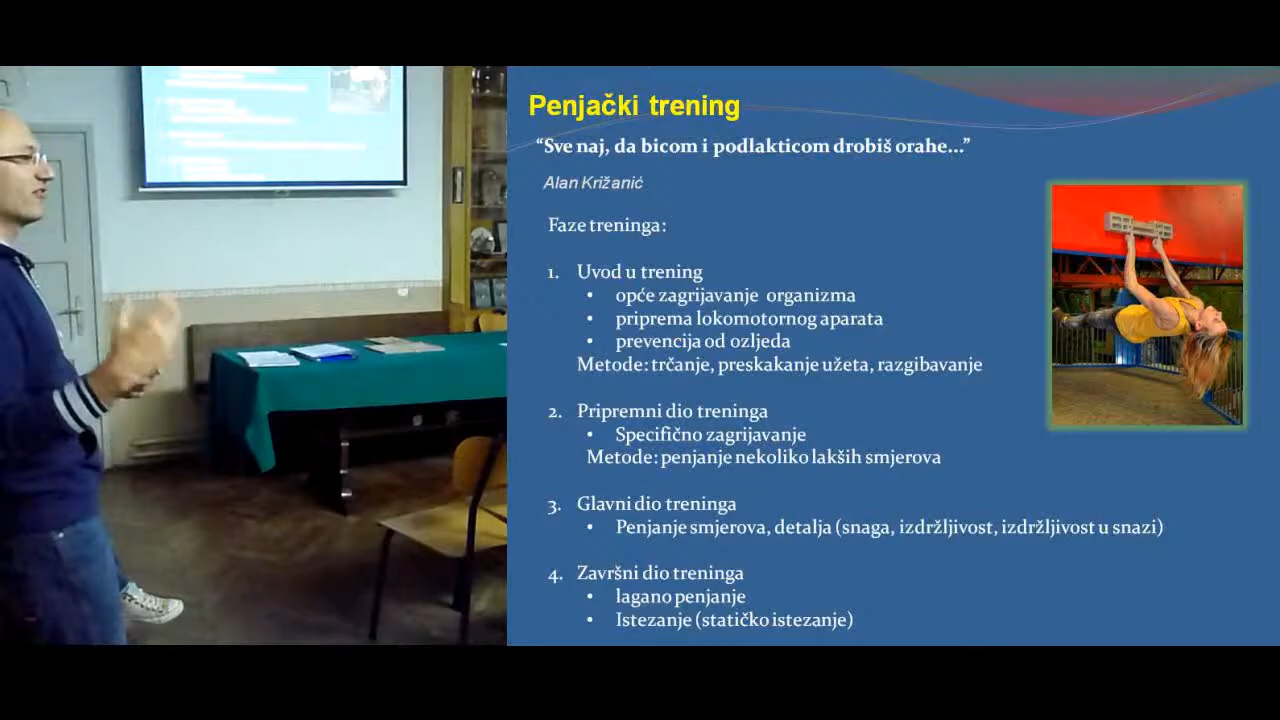 Penjački trening
“Sve naj, da bicom i podlakticom drobiš orahe...”
Alan Križanić
Faze treninga:
1. Uvod u trening
• opće zagrijavanje organizma
• priprema lokomotornog aparata
• prevencija od ozljeda
Metode: trčanje, preskakanje užeta, razgibavanje
2. Pripremni dio treninga
• Specifično zagrijavanje
Metode: penjanje nekoliko lakših smjerova
3. Glavni dio treninga
• Penjanje smjerova, detalja (snaga, izdržljivost, izdržljivost u snazi)
4. Završni dio treninga
• lagano penjanje
• Istezanje (statičko istezanje)